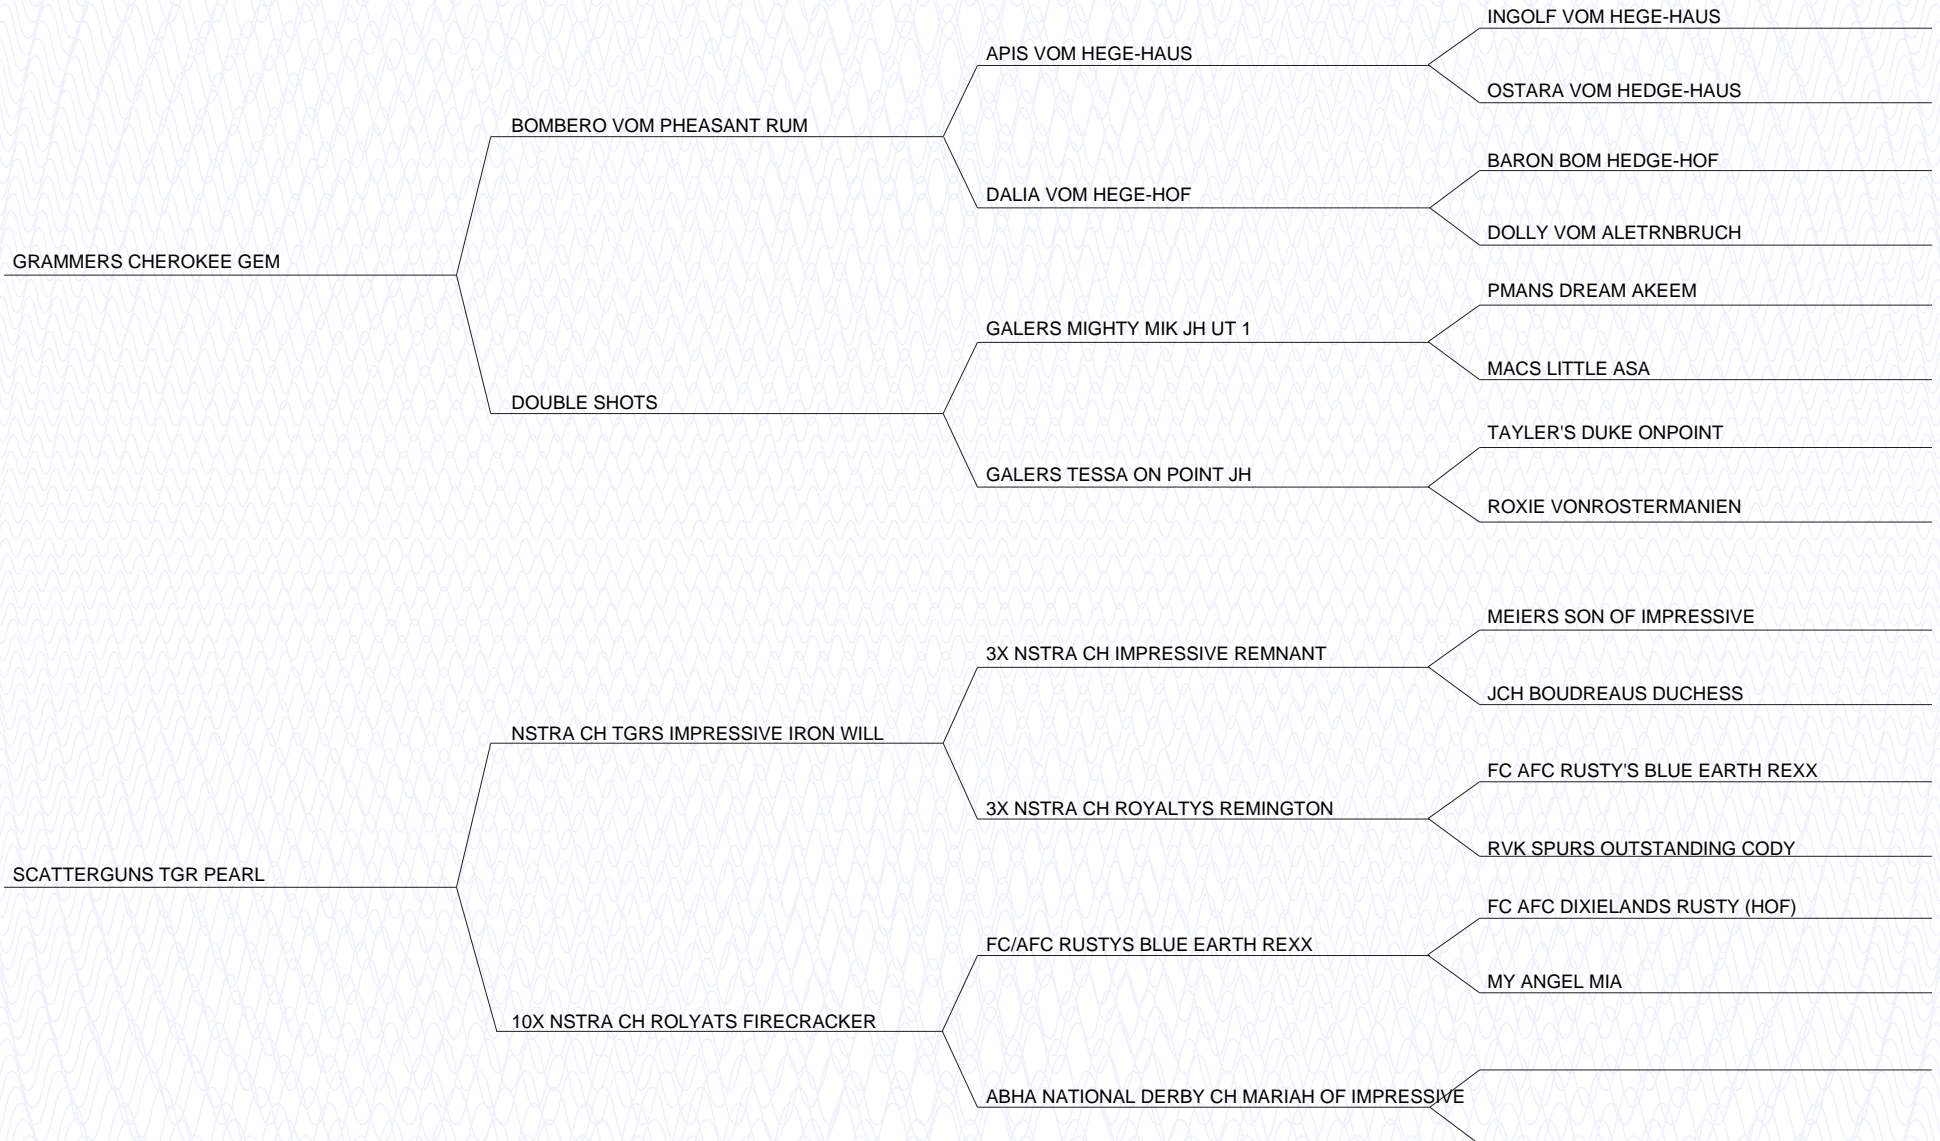 INGOLF VOM HEGE-HAUS
APIS VOM HEGE-HAUS
OSTARA VOM HEDGE-HAUS
BOMBERO VOM PHEASANT RUM
BARON BOM HEDGE-HOF
DALIA VOM HEGE-HOF
DOLLY VOM ALETRNBRUCH
GRAMMERS CHEROKEE GEM
PMANS DREAM AKEEM
GALERS MIGHTY MIK JH UT 1
MACS LITTLE ASA
DOUBLE SHOTS
TAYLER'S DUKE ONPOINT
GALERS TESSA ON POINT JH
ROXIE VONROSTERMANIEN
MEIERS SON OF IMPRESSIVE
3X NSTRA CH IMPRESSIVE REMNANT
JCH BOUDREAUS DUCHESS
NSTRA CH TGRS IMPRESSIVE IRON WILL
FC AFC RUSTY'S BLUE EARTH REXX
3X NSTRA CH ROYALTYS REMINGTON
RVK SPURS OUTSTANDING CODY
SCATTERGUNS TGR PEARL
FC AFC DIXIELANDS RUSTY (HOF)
FC/AFC RUSTYS BLUE EARTH REXX
MY ANGEL MIA
10X NSTRA CH ROLYATS FIRECRACKER
ABHA NATIONAL DERBY CH MARIAH OF IMPRESSIVE